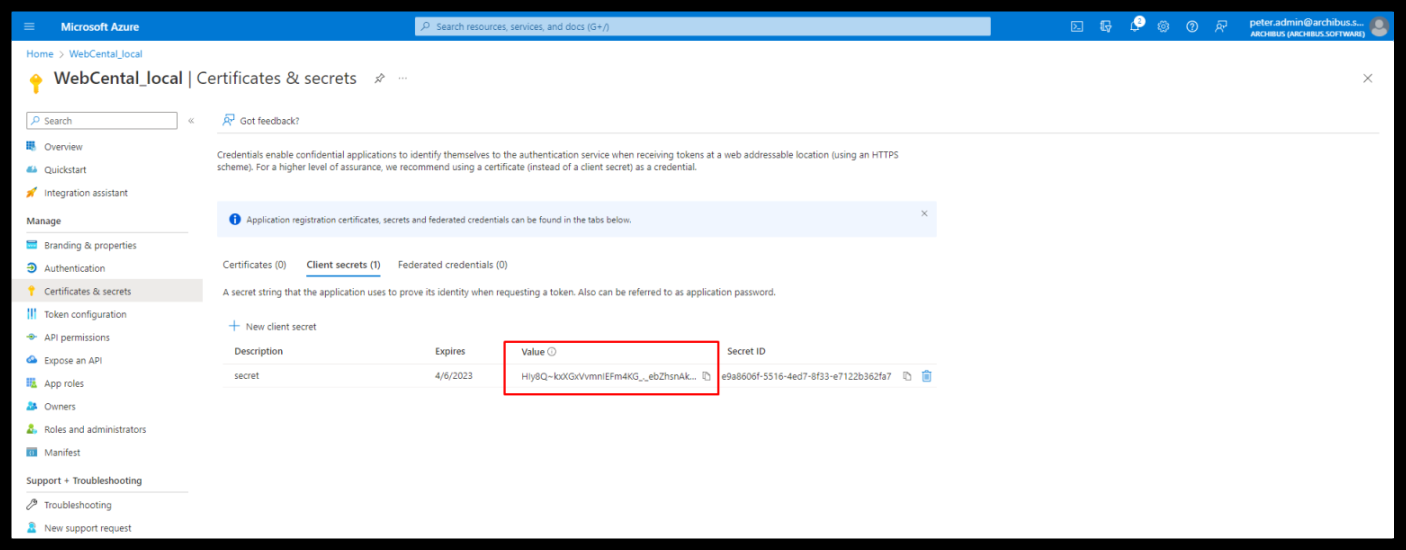 Microsoft Azure
Search resources, services, and docs (G+/)
2
peter.admin@archibus.s...
ARCHIBUS (ARCHIBUS.SOFTWARE)
Home > WebCental_local
WebCental_local | Certificates & secrets
Search
Got feedback?
Overview
Quickstart
Integration assistant
Manage
Branding & properties
Authentication
Certificates & secrets
Token configuration
API permissions
Expose an API
App roles
Owners
Roles and administrators
Manifest
Support + Troubleshooting
Troubleshooting
New support request
Credentials enable confidential applications to identify themselves to the authentication service when receiving tokens at a web addressable location (using an HTTPS
scheme). For a higher level of assurance, we recommend using a certificate (instead of a client secret) as a credential.
Application registration certificates, secrets and federated credentials can be found in the tabs below.
Certificates (0) Client secrets (1) Federated credentials (0)
A secret string that the application uses to prove its identity when requesting a token. Also can be referred to as application password.
New client secret
Description Expires Value Secret ID
secret 4/6/2023 e9a8606f-5516-4ed7-8f33-e7122b362fa7